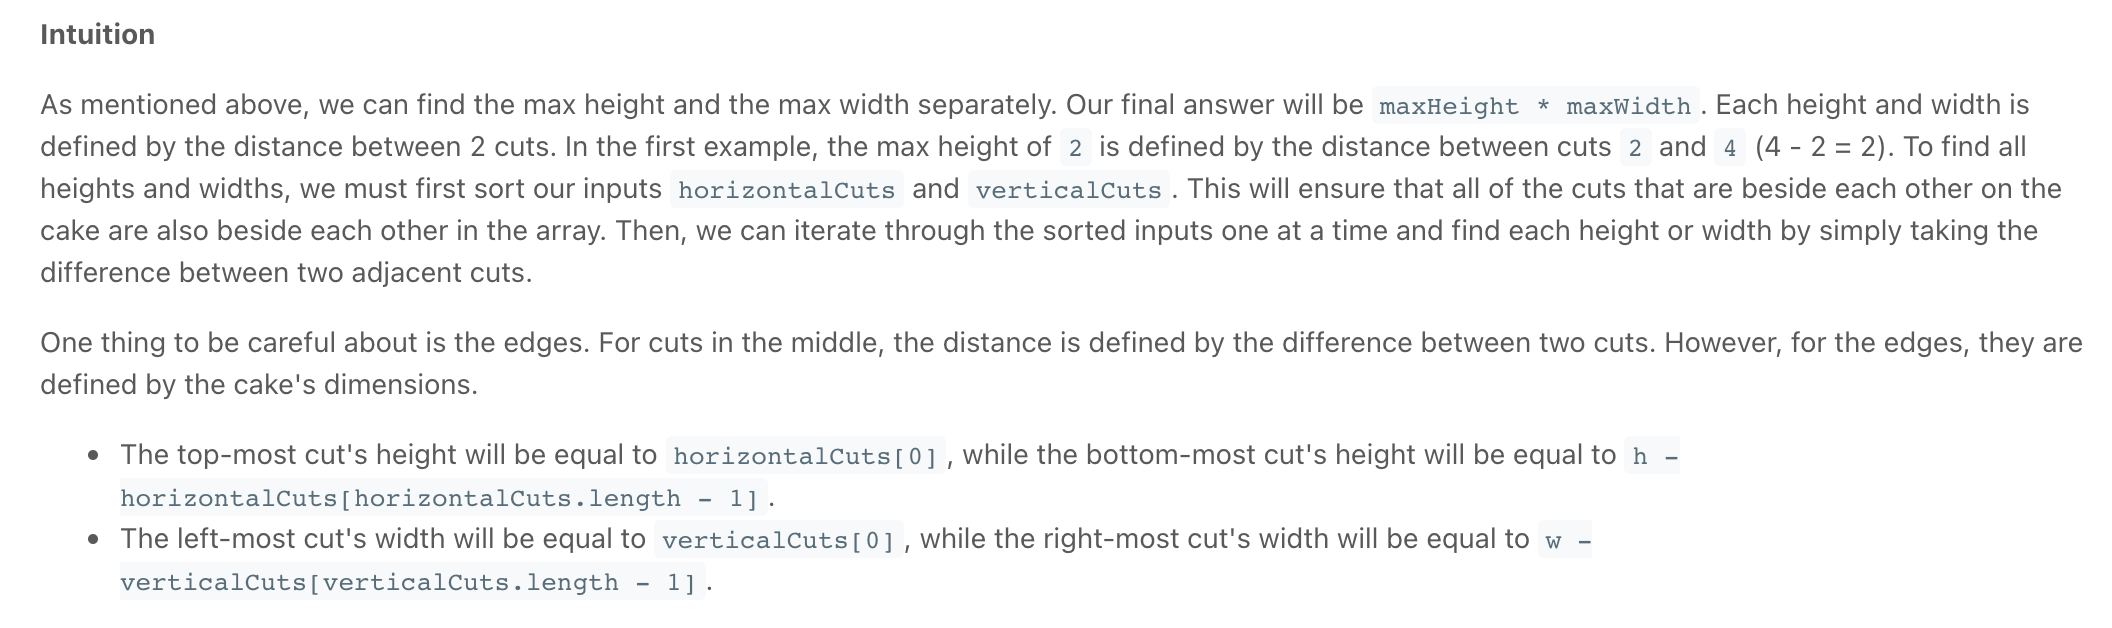 Intuition
As mentioned above, we can find the max height and the max width separately. Our final answer will be maxHeight * maxWidth. Each height and width is
defined by the distance between 2 cuts. In the first example, the max height of 2 is defined by the distance between cuts 2 and 4 (4 - 2 = 2). To find all
heights and widths, we must first sort our inputs horizontalCuts and verticalCuts. This will ensure that all of the cuts that are beside each other on the
cake are also beside each other in the array. Then, we can iterate through the sorted inputs one at a time and find each height or width by simply taking the
difference between two adjacent cuts.
One thing to be careful about is the edges. For cuts in the middle, the distance is defined by the difference between two cuts. However, for the edges, they are
defined by the cake's dimensions.
• The top-most cut's height will be equal to horizontalCuts[0], while the bottom-most cut's height will be equal to h -
horizontalCuts[horizontalCuts.length - 1].
• The left-most cut's width will be equal to verticalCuts[0], while the right-most cut's width will be equal to w -
verticalCuts[verticalCuts.length - 1].